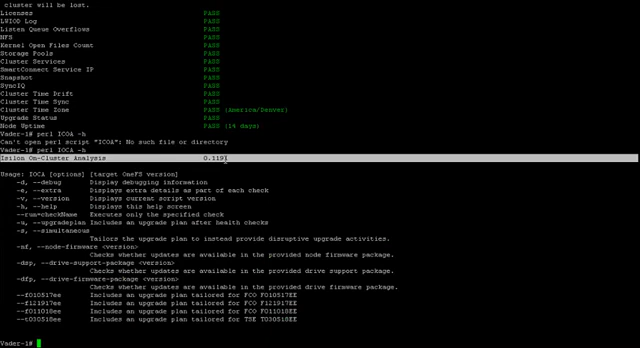 cluster will be lost.
Licenses PASS
LWIOD Log PASS
Listen Queue Overflows PASS
NFS PASS
Kernel Open Files Count PASS
Storage Pools PASS
Cluster Services PASS
SmartConnect Service IP PASS
Snapshot PASS
SyncIQ PASS
Cluster Time Drift PASS
Cluster Time Sync PASS
Cluster Time Zone PASS (America/Denver)
Upgrade Status PASS
Node Uptime PASS (14 days)
Vader-1# perl ICOA -h
Can't open perl script "ICOA": No such file or directory
Vader-1# perl IOCA -h
Isilon On-Cluster Analysis 0.1191
Usage: IOCA [options] [target OneFS version]
-d, --debug Display debugging information
-e, --extra Displays extra details as part of each check
-v, --version Displays current script version
-h, --help Displays this help screen
--run=checkName Executes only the specified check
-u, --upgradeplan Includes an upgrade plan after health checks
-s, --simultaneous
Tailors the upgrade plan to instead provide disruptive upgrade activities.
-nf, --node-firmware <version>
Checks whether updates are available in the provided node firmware package.
-dsp, --drive-support-package <version>
Checks whether updates are available in the provided drive support package.
-dfp, --drive-firmware-package <version>
Checks whether updates are available in the provided drive firmware package.
--f010517ee Includes an upgrade plan tailored for FCO F010517EE
--f121917ee Includes an upgrade plan tailored for FCO F121917EE
--f011018ee Includes an upgrade plan tailored for FCO F011018EE
--t030518ee Includes an upgrade plan tailored for TSE T030518EE
Vader-1#